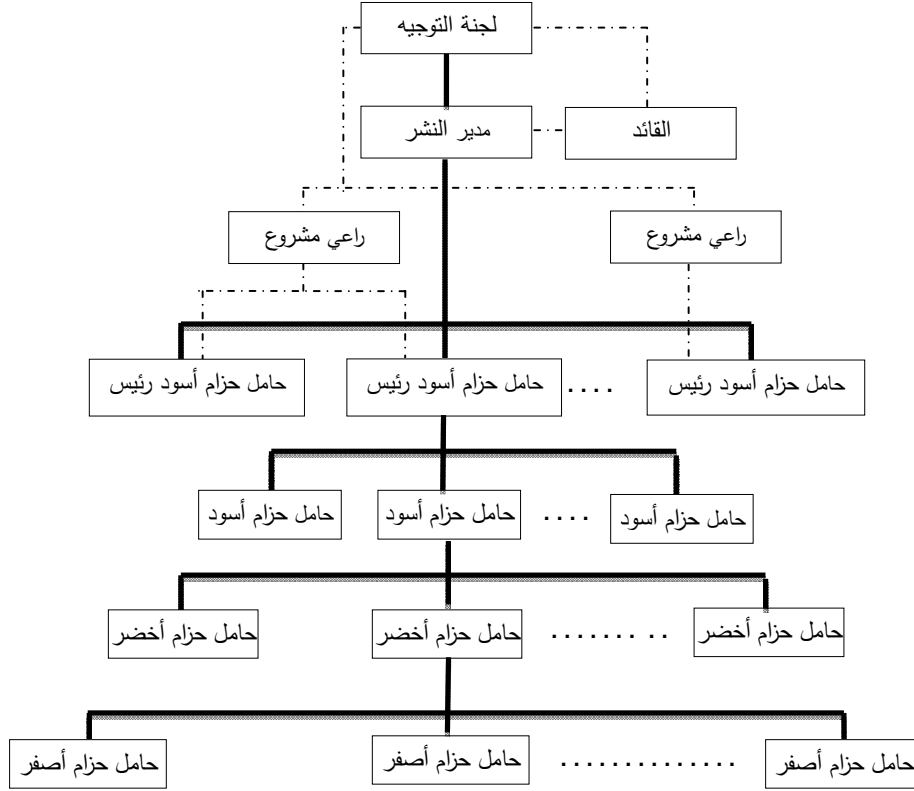 لجنة التوجيه
القائد
مدير النشر
راعي مشروع
راعي مشروع
حامل حزام أسود رئيس
....
حامل حزام أسود رئيس
حامل حزام أسود رئيس
حامل حزام أسود
....
حامل حزام أسود
حامل حزام أسود
حامل حزام أخضر
....... ..
حامل حزام أخضر
حامل حزام أخضر
حامل حزام أصفر
..............
حامل حزام أصفر
حامل حزام أصفر